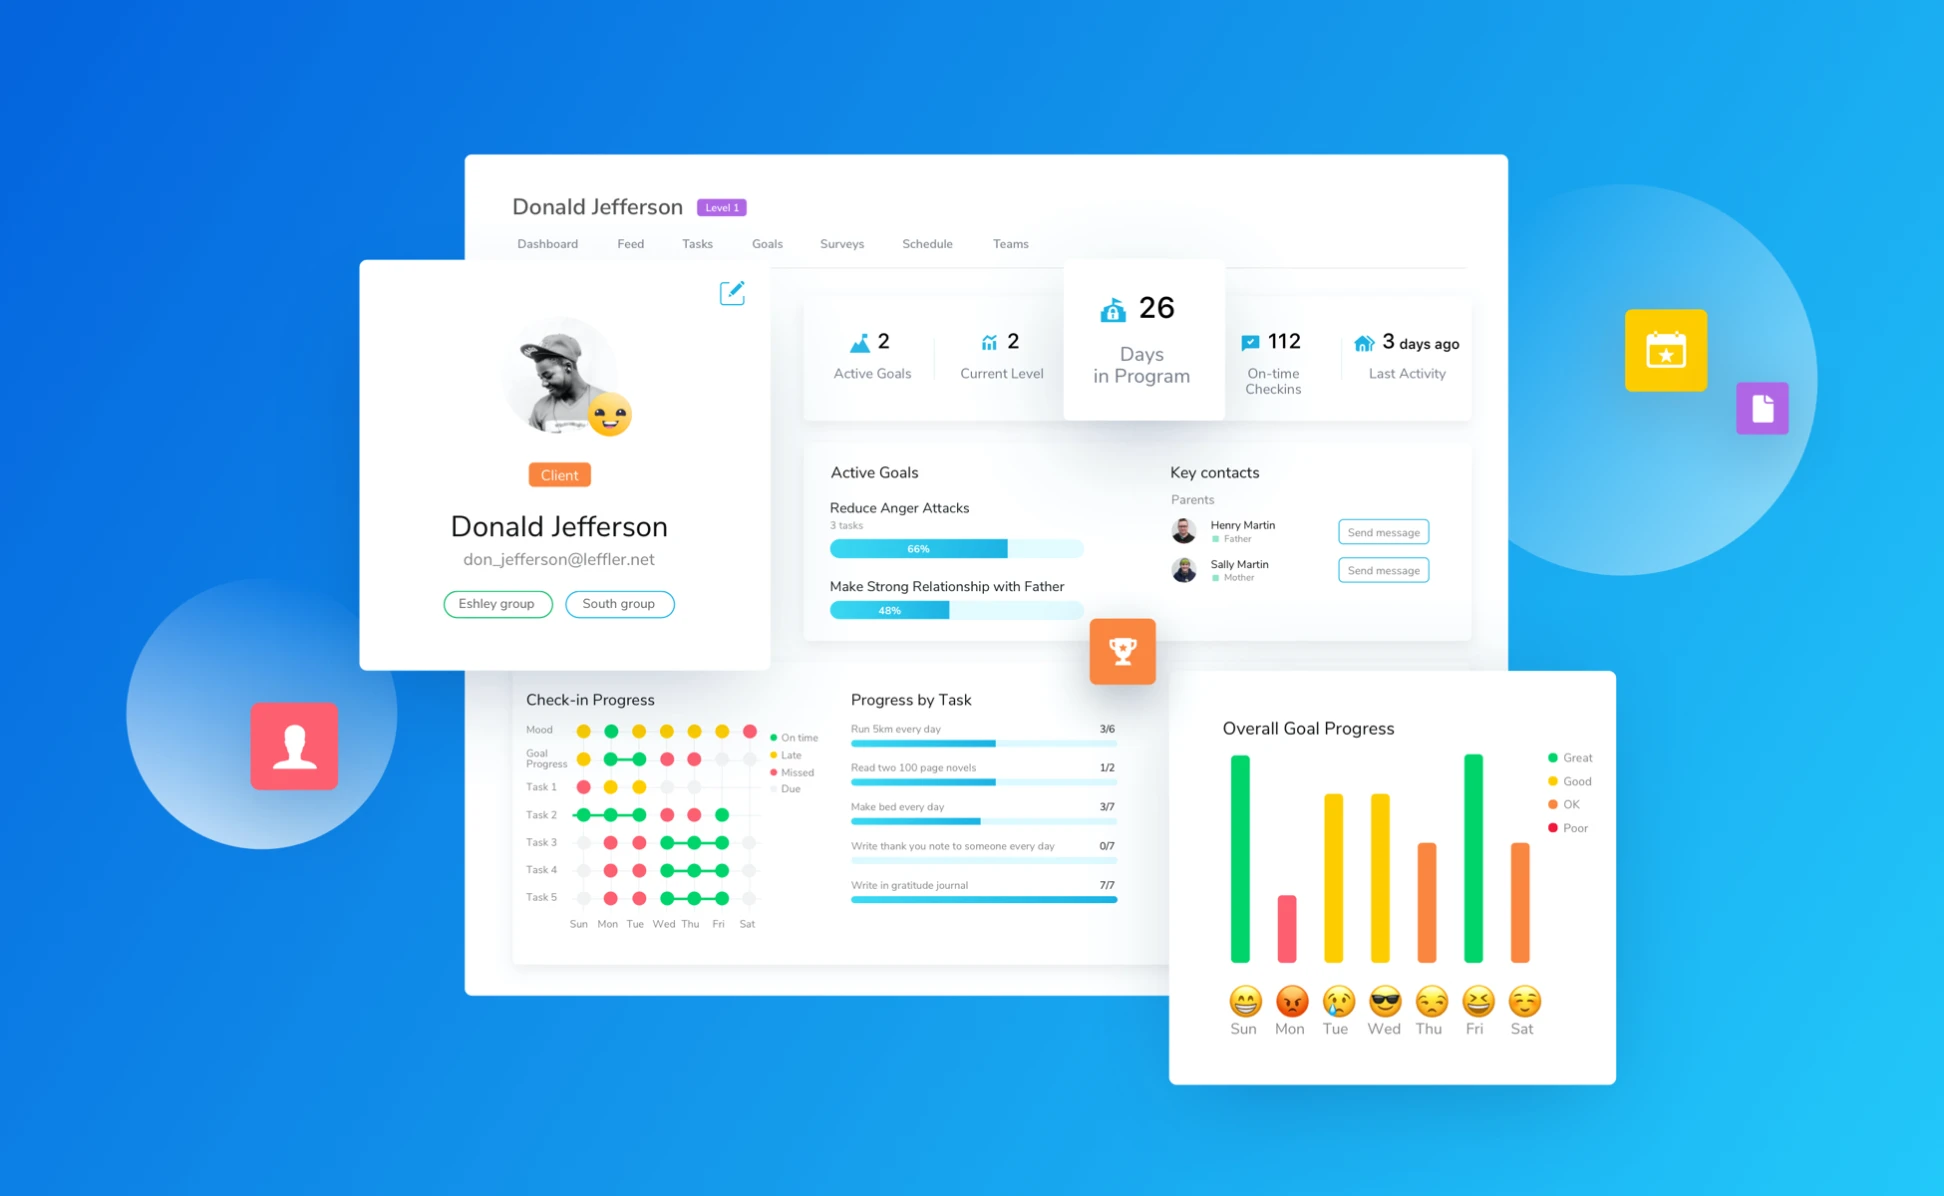 Donald Jefferson
Level 1
Dashboard
Feed
Tasks
Goals
Surveys
Schedule
Teams
Client
Donald Jefferson
don_jefferson@leffler.net
Eshley group
South group
2
Active Goals
2
Current Level
26
Days
in Program
112
On-time
Checkins
3 days ago
Last Activity
Active Goals
Reduce Anger Attacks
3 tasks
66%
Make Strong Relationship with Father
48%
Key contacts
Parents
Henry Martin
Father
Send message
Sally Martin
Mother
Send message
Check-in Progress
Mood
Goal
Progress
Task 1
Task 2
Task 3
Task 4
Task 5
Sun Mon Tue Wed Thu Fri Sat
On time
Late
Missed
Due
Progress by Task
Run 5km every day 3/6
Read two 100 page novels 1/2
Make bed every day 3/7
Write thank you note to someone every day 0/7
Write in gratitude journal 7/7
Overall Goal Progress
Great
Good
OK
Poor
Sun Mon Tue Wed Thu Fri Sat